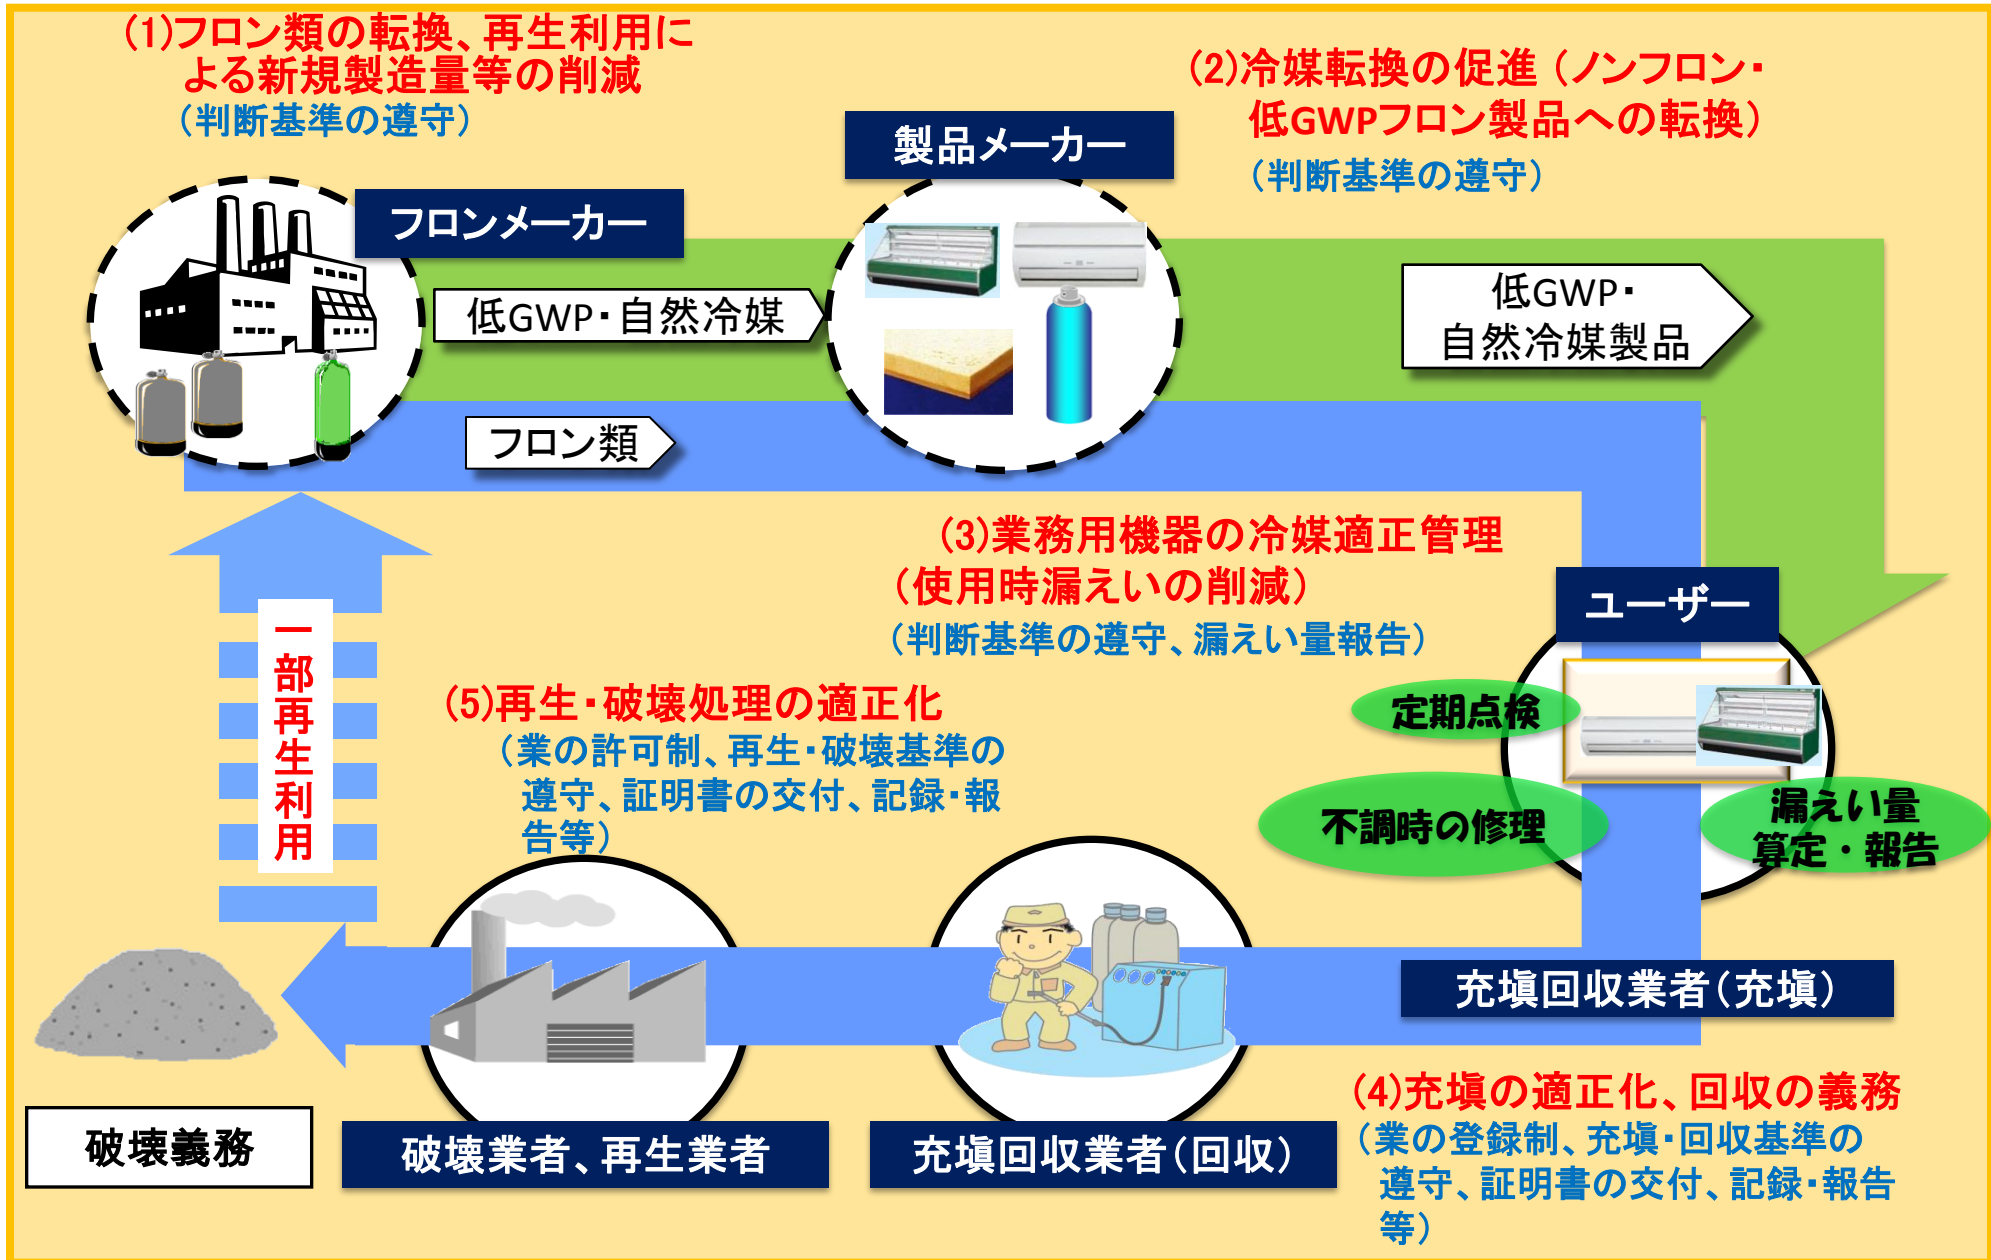 (1)フロン類の転換、再生利用に
よる新規製造量等の削減
（判断基準の遵守）
(2)冷媒転換の促進（ノンフロン・
低GWPフロン製品への転換）
（判断基準の遵守）
製品メーカー
フロンメーカー
低GWP・自然冷媒
低GWP・
自然冷媒製品
フロン類
(3)業務用機器の冷媒適正管理
（使用時漏えいの削減）
（判断基準の遵守、漏えい量報告）
ユーザー
定期点検
不調時の修理
漏えい量
算定・報告
一部再生利用
(5)再生・破壊処理の適正化
（業の許可制、再生・破壊基準の
遵守、証明書の交付、記録・報
告等）
充塡回収業者（充塡）
(4)充塡の適正化、回収の義務
（業の登録制、充塡・回収基準の
遵守、証明書の交付、記録・報告
等）
破壊義務
破壊業者、再生業者
充塡回収業者（回収）